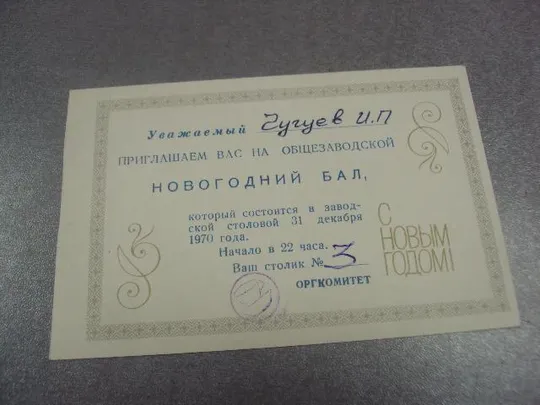 Уважаемый Чугуев И.П
ПРИГЛАШАЕМ ВАС НА ОБЩЕЗАВОДСКОЙ
НОВОГОДНИЙ БАЛ,
который состоится в завод-
ской столовой 31 декабря
1970 года.
Начало в 22 часа.
Ваш столик № 3
ОРГКОМИТЕТ
С
НОВЫМ
ГОДОМ!